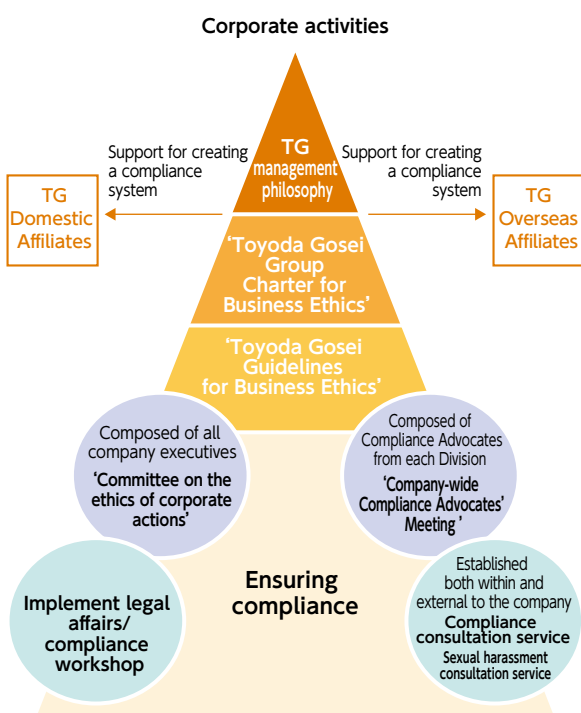 Corporate activities
TG
management
philosophy
Support for creating
a compliance
system
Support for creating
a compliance
system
TG
Domestic
Affiliates
TG
Overseas
Affiliates
‘Toyoda Gosei
Group
Charter for
Business Ethics’
‘Toyoda Gosei
Guidelines
for Business Ethics’
Composed of all
company executives
‘Committee on the
ethics of corporate
actions’
Composed of
Compliance Advocates
from each Division
‘Company-wide
Compliance Advocates’
Meeting ’
Ensuring
compliance
Implement legal
affairs/
compliance
workshop
Established
both within and
external to the company
Compliance
consultation service
Sexual harassment
consultation service